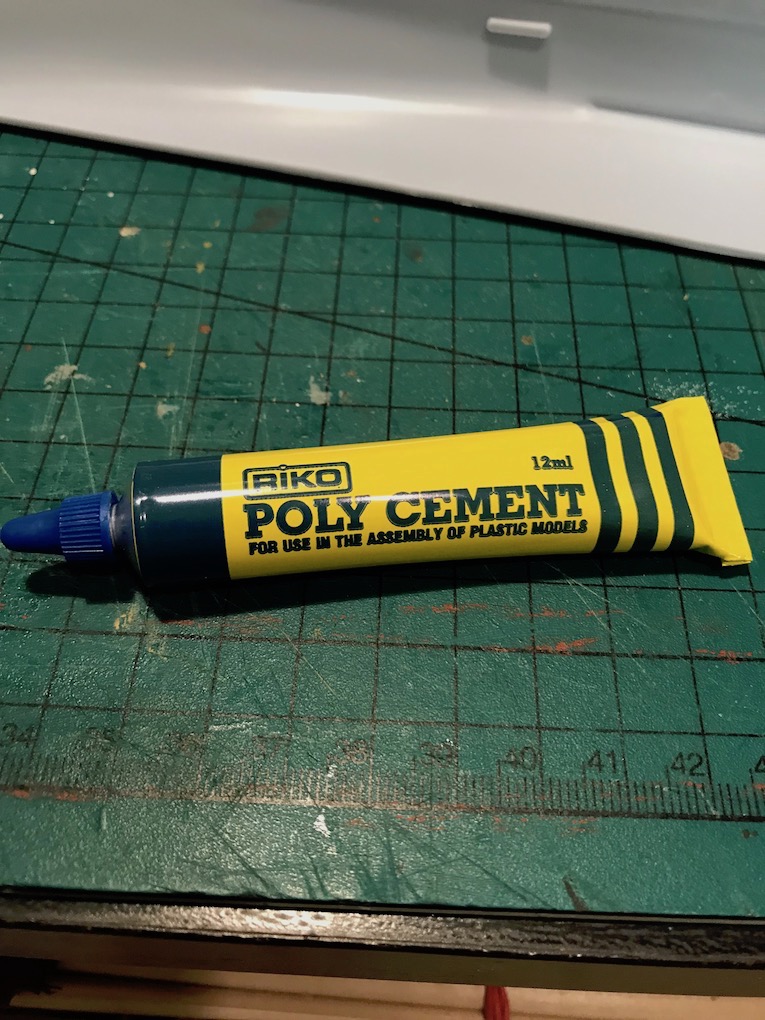 12ml
RIKO
POLY CEMENT
FOR USE IN THE ASSEMBLY OF PLASTIC MODELS
34 35 36 37 38 39 40 41 42